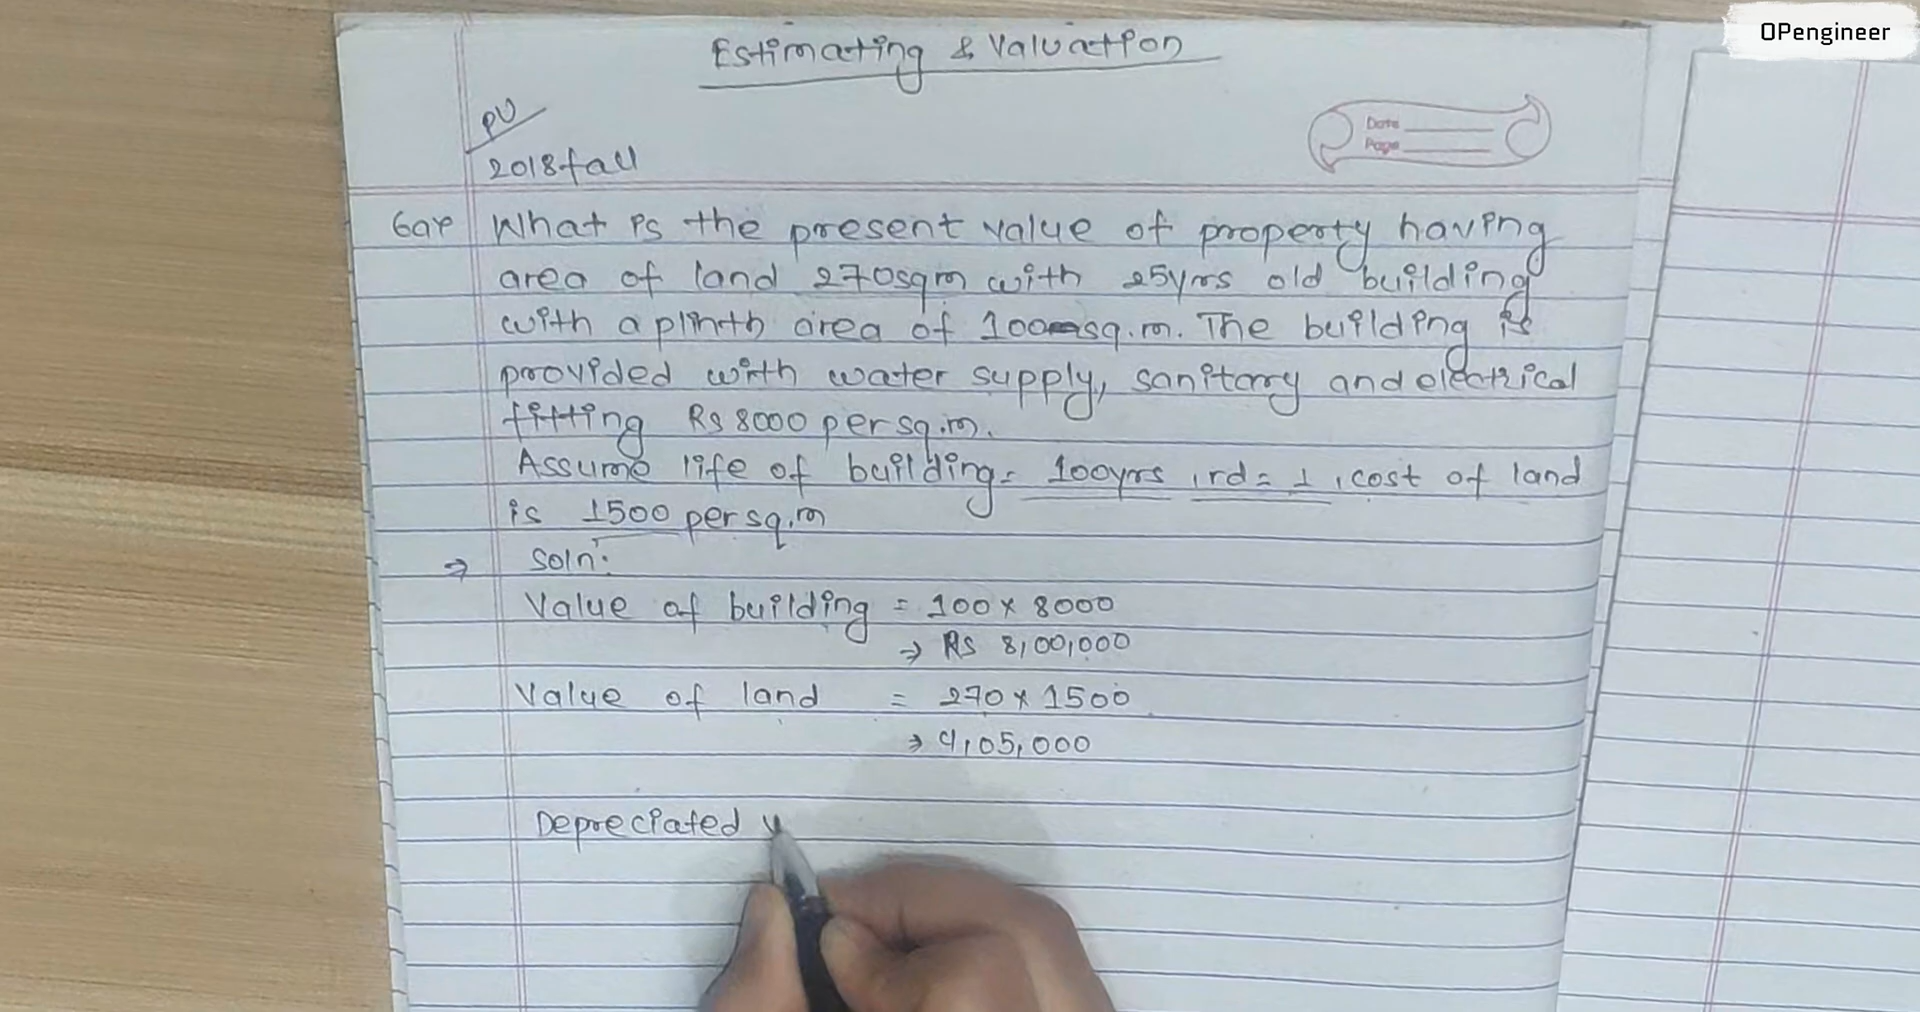 OPengineer
Estimating & Valuation
PU
2018 fall
Date
Page
What is the present value of property having
area of land 270sqm with 25yrs old building
with a plinth area of 100 sq.m. The building is
provided with water supply, sanitary and electrical
fitting Rs 8000 per sq.m.
Assume life of building = 100yrs, rd = 1, cost of land
is 1500 per sq.m
⇒ Soln:
Value of building = 100 × 8000
→ Rs 8,00,000
Value of land = 270 × 1500
→ 4,05,000
Depreciated